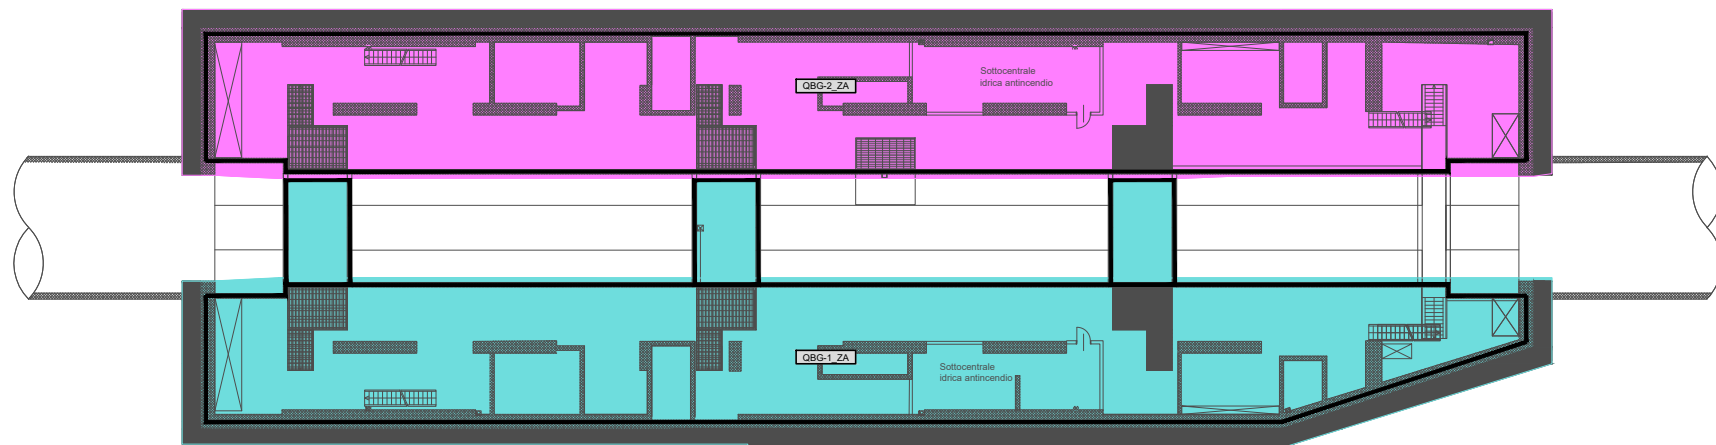 QBG-2_ZA
Sottocentrale
idrica antincendio
QBG-1_ZA
Sottocentrale
idrica antincendio